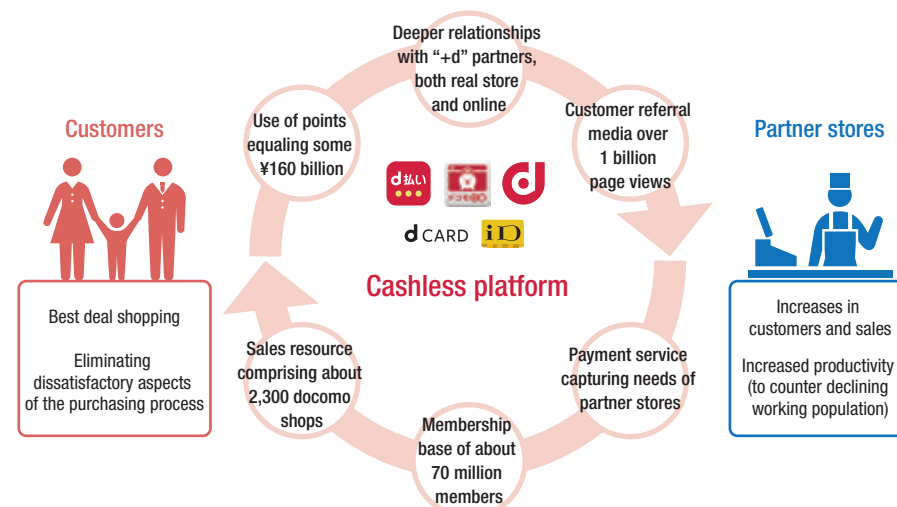 Deeper relationships
with “+d” partners,
both real store
and online
Customers
Use of points
equaling some
¥160 billion
Customer referral
media over
1 billion
page views
Partner stores
d払い
d
d CARD
iD
Cashless platform
Best deal shopping
Eliminating
dissatisfactory aspects
of the purchasing process
Sales resource
comprising about
2,300 docomo
shops
Payment service
capturing needs of
partner stores
Increases in
customers and sales
Increased productivity
(to counter declining
working population)
Membership
base of about
70 million
members